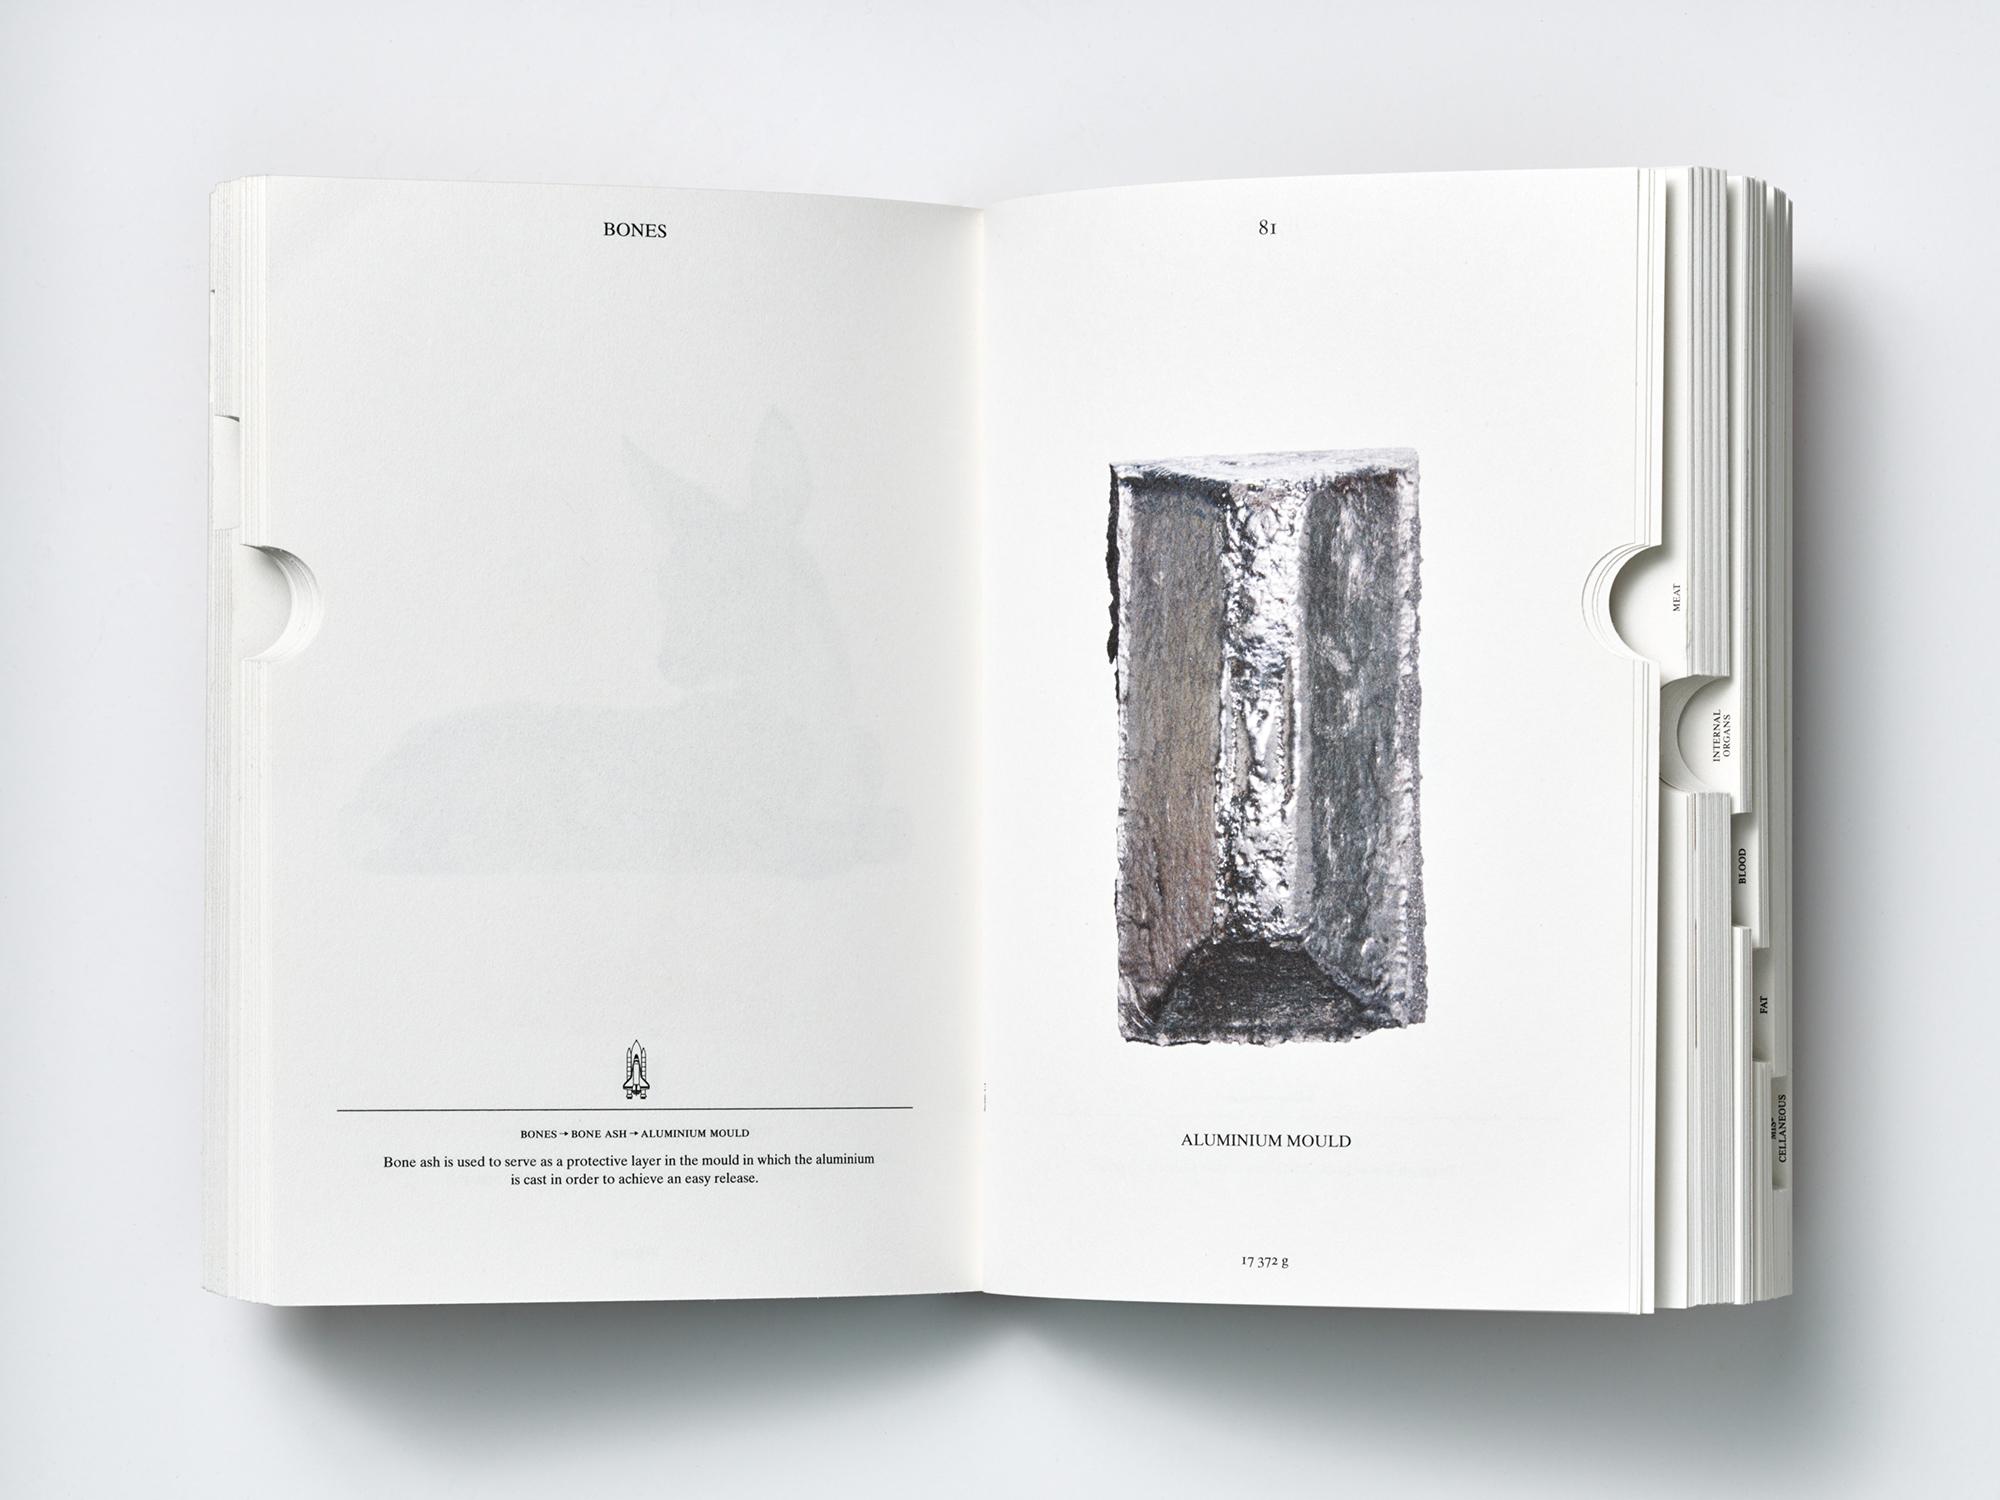 BONES
BONES→BONE ASH→ALUMINIUM MOULD
Bone ash is used to serve as a protective layer in the mould in which the aluminium
is cast in order to achieve an easy release.
81
ALUMINIUM MOULD
17 372 g
MEAT
INTERNAL
ORGANS
BLOOD
FAT
MIS-
CELLANEOUS